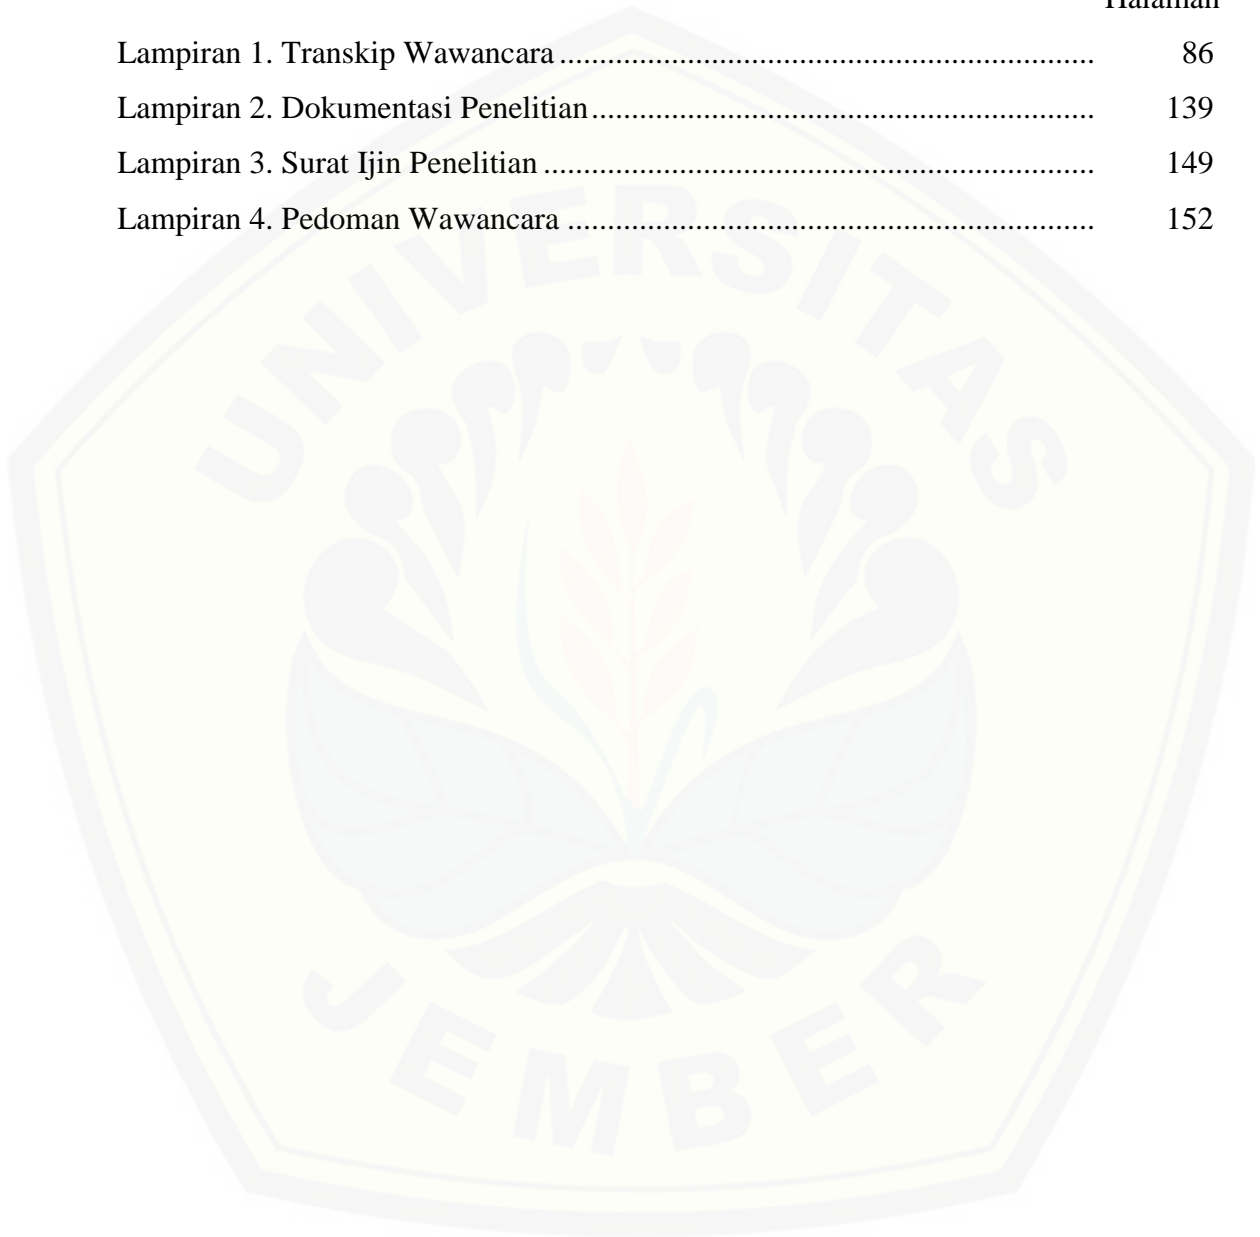 Halaman
Lampiran 1. Transkip Wawancara ................................................................... 86
Lampiran 2. Dokumentasi Penelitian............................................................... 139
Lampiran 3. Surat Ijin Penelitian ..................................................................... 149
Lampiran 4. Pedoman Wawancara .................................................................. 152
UNIVERSITAS
JEMBER